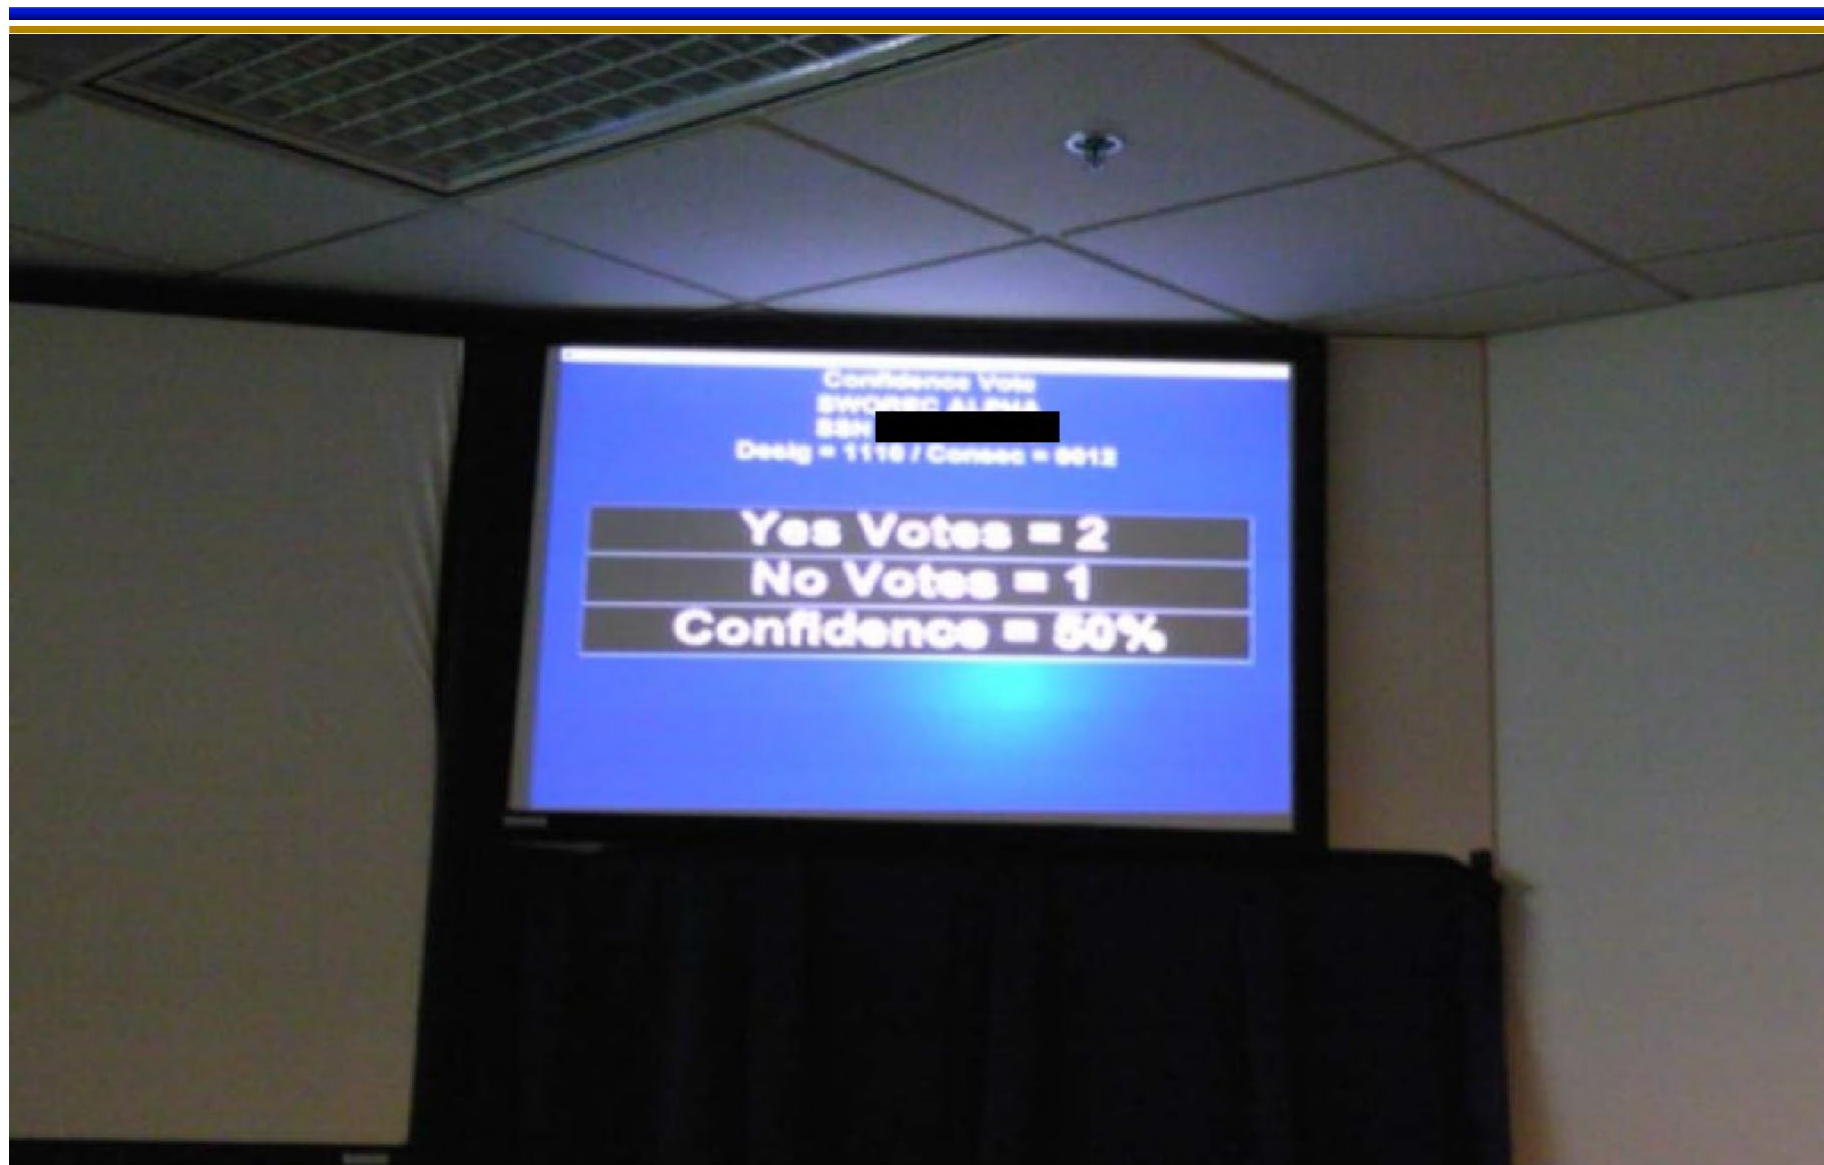 Confidence Vote
SWOREC ALPHA
SSN
Desig = 1110 / Consec = 0012
Yes Votes = 2
No Votes = 1
Confidence = 50%